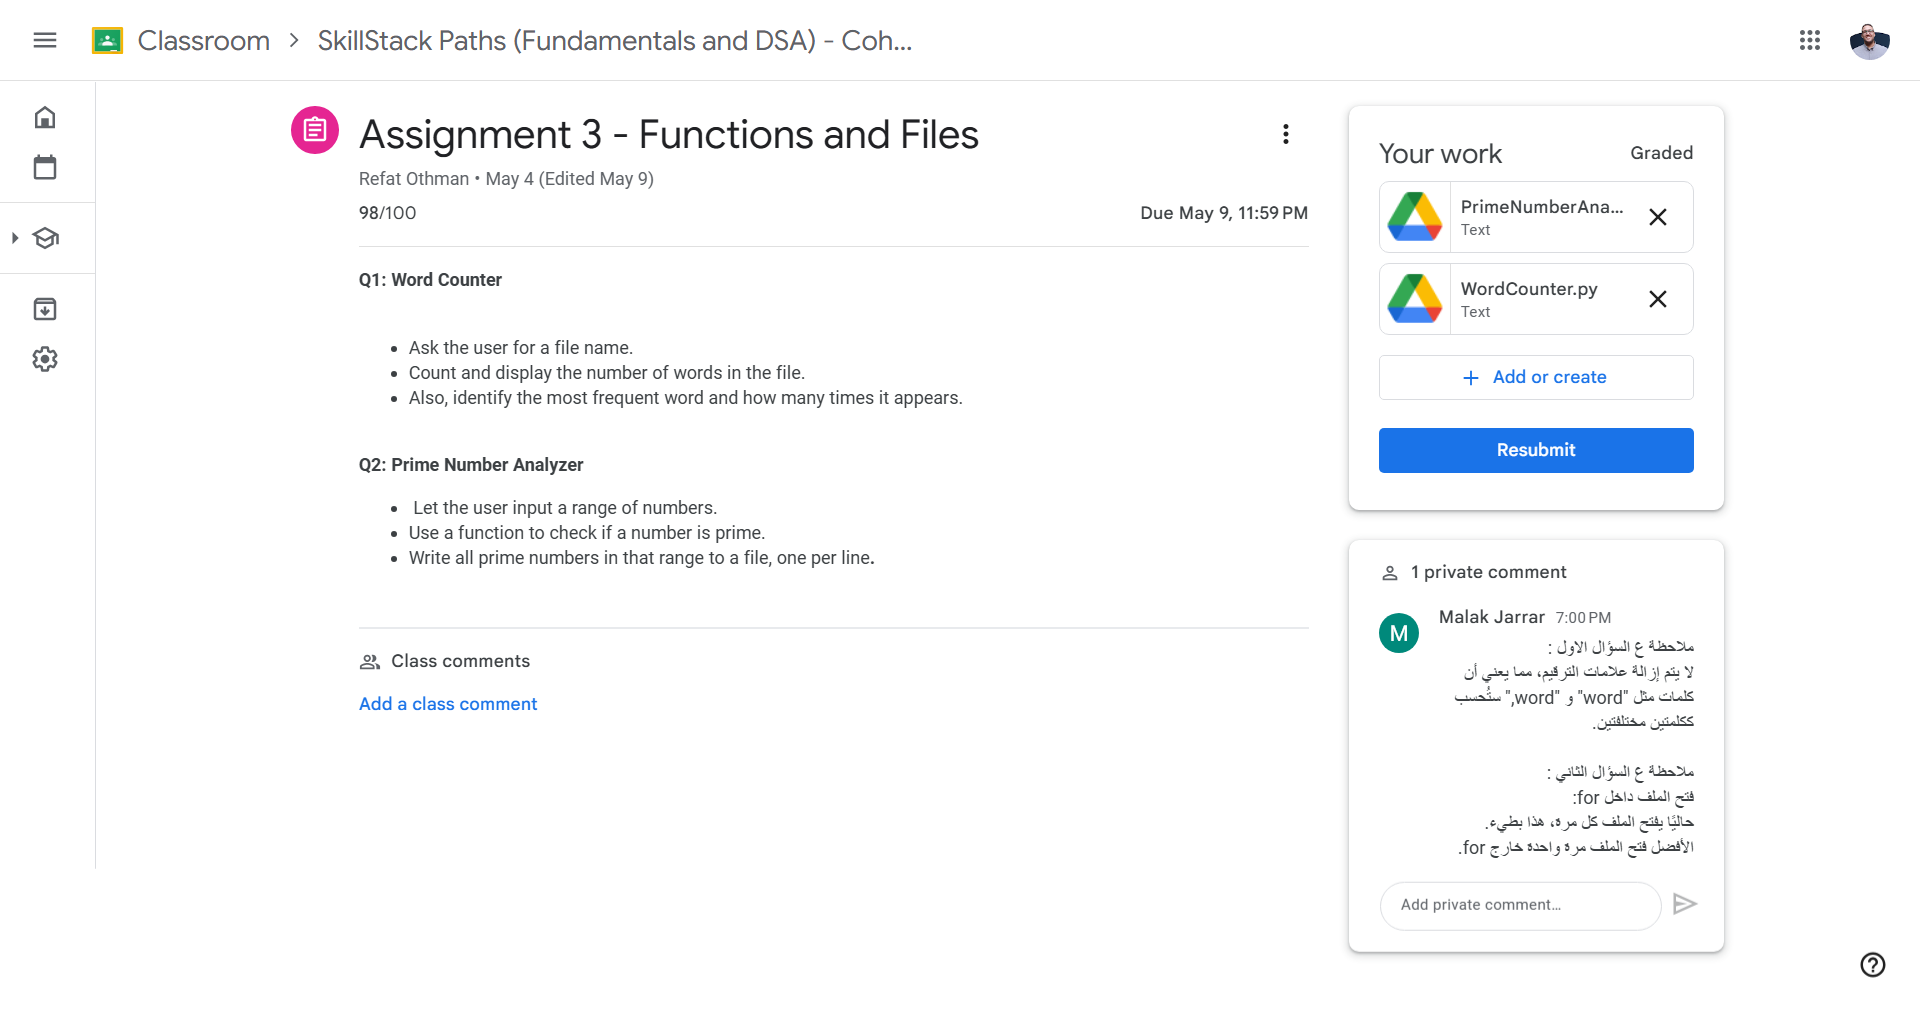 Classroom > SkillStack Paths (Fundamentals and DSA) - Coh...
Assignment 3 - Functions and Files
Refat Othman • May 4 (Edited May 9)
98/100
Due May 9, 11:59 PM
Q1: Word Counter
• Ask the user for a file name.
• Count and display the number of words in the file.
• Also, identify the most frequent word and how many times it appears.
Q2: Prime Number Analyzer
• Let the user input a range of numbers.
• Use a function to check if a number is prime.
• Write all prime numbers in that range to a file, one per line.
Class comments
Add a class comment
Your work
Graded
PrimeNumberAna...
Text
WordCounter.py
Text
+ Add or create
Resubmit
1 private comment
M
Malak Jarrar 7:00 PM
ملاحظة ع السؤال الاول :
لا يتم إزالة علامات الترقيم، مما يعني أن
كلمات مثل "word" و "word," ستُحسب
ككلمتين مختلفتين.
ملاحظة ع السؤال الثاني :
فتح الملف داخل for:
حاليًا يفتح الملف كل مرة، هذا بطيء.
الأفضل فتح الملف مرة واحدة خارج for.
Add private comment...